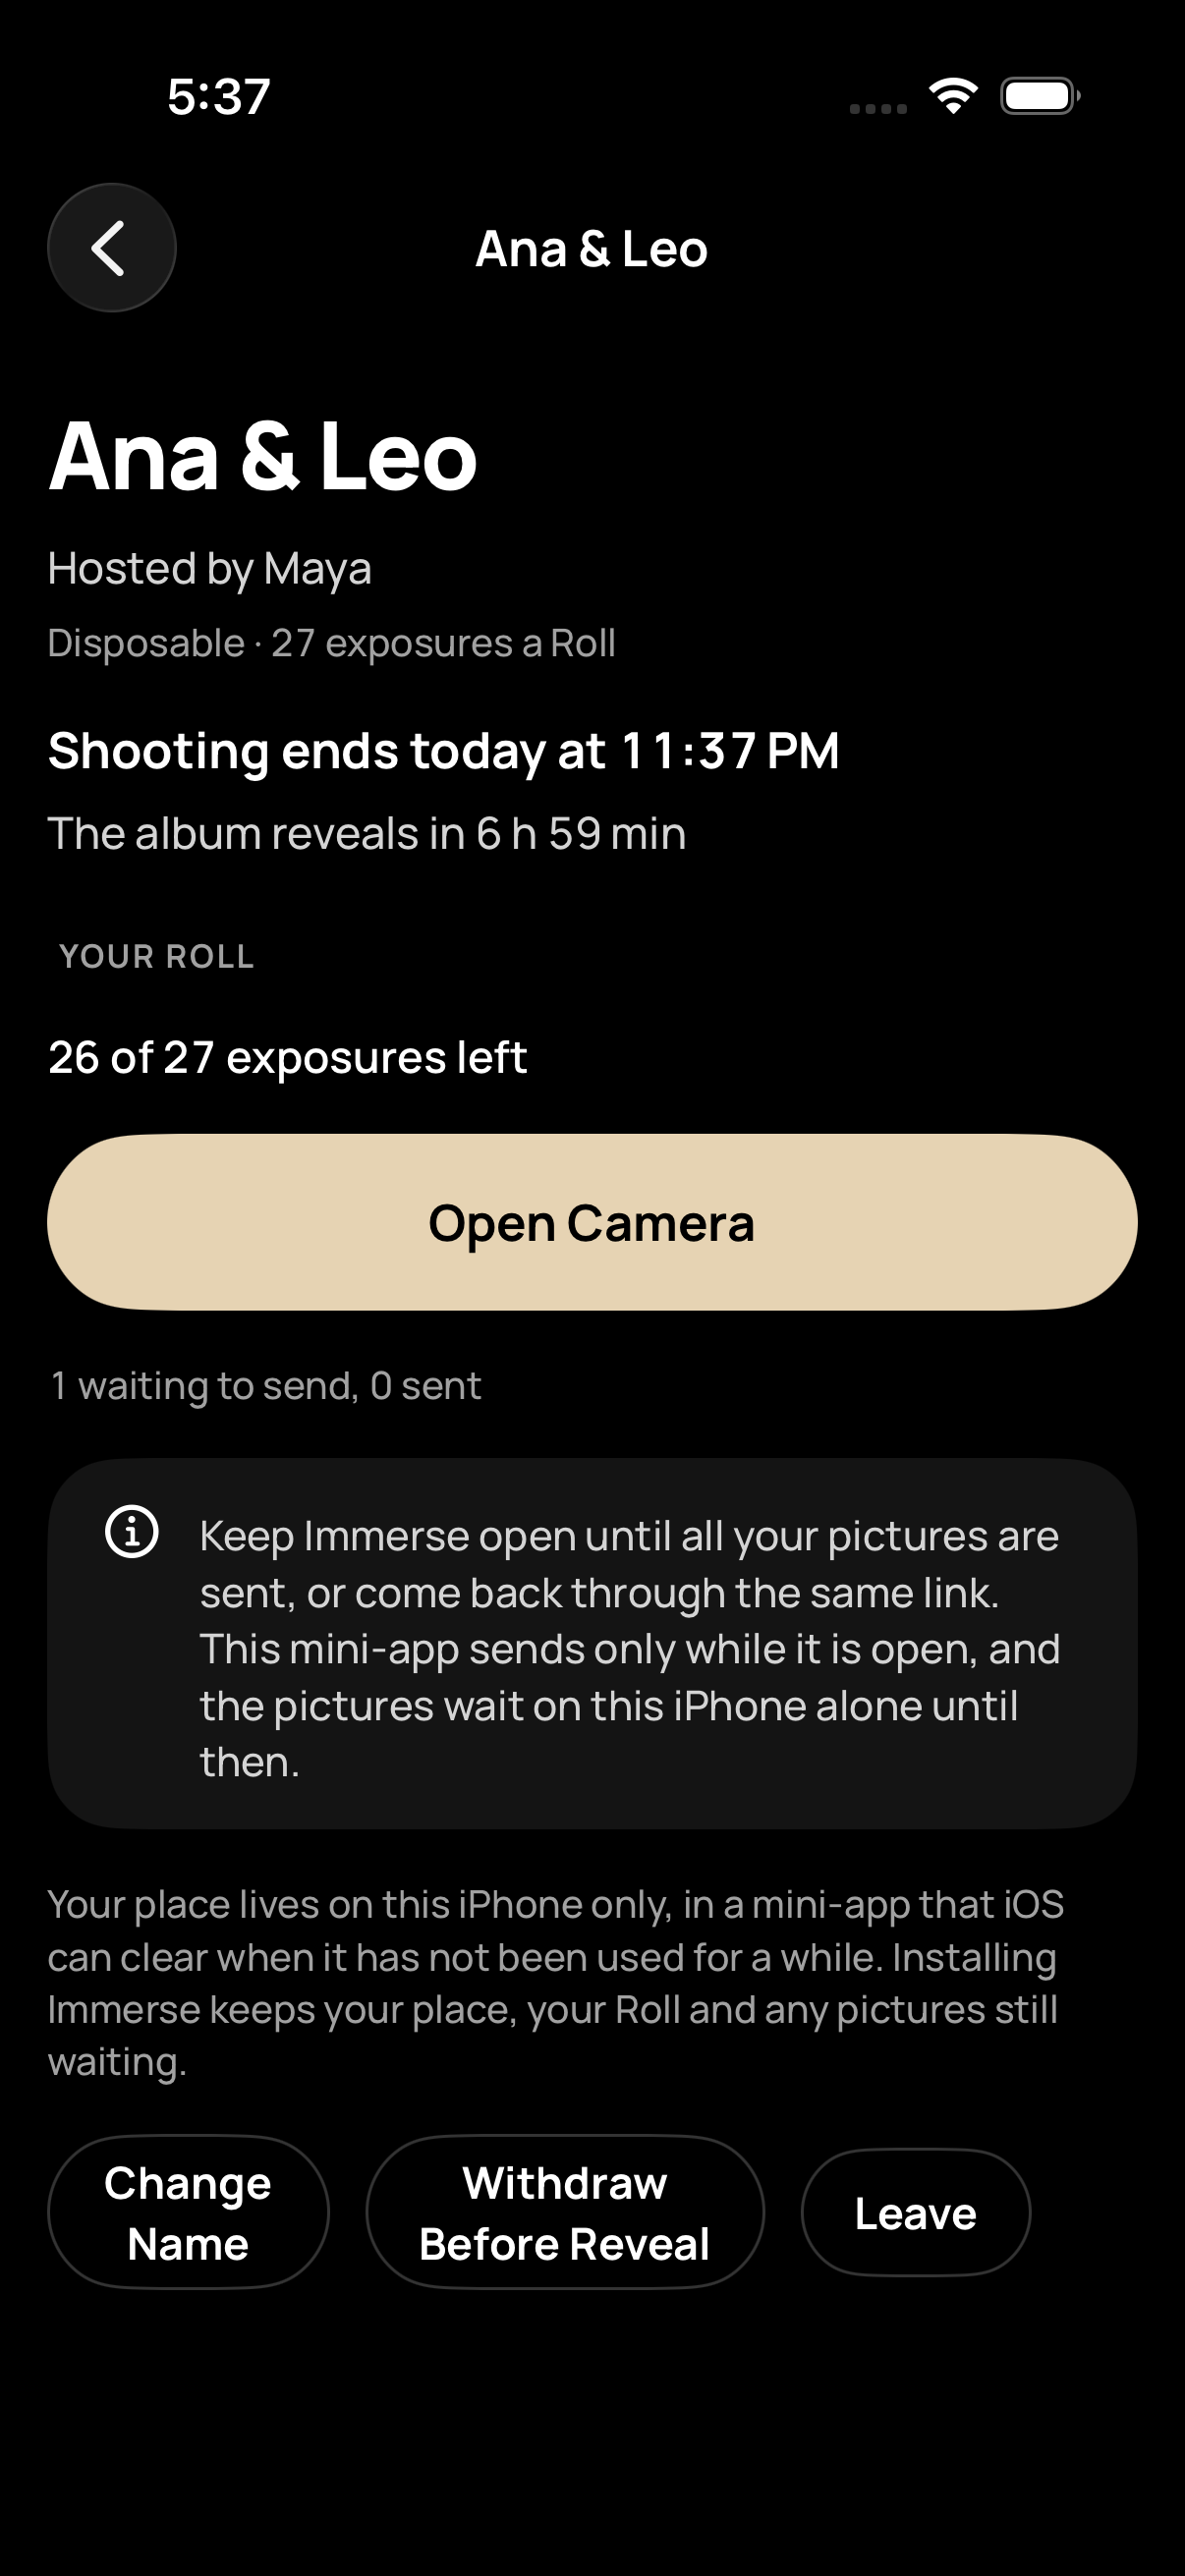 5:37
Ana & Leo
Ana & Leo
Hosted by Maya
Disposable · 27 exposures a Roll
Shooting ends today at 11:37 PM
The album reveals in 6 h 59 min
YOUR ROLL
26 of 27 exposures left
Open Camera
1 waiting to send, 0 sent
Keep Immerse open until all your pictures are
sent, or come back through the same link.
This mini-app sends only while it is open, and
the pictures wait on this iPhone alone until
then.
Your place lives on this iPhone only, in a mini-app that iOS
can clear when it has not been used for a while. Installing
Immerse keeps your place, your Roll and any pictures still
waiting.
Change
Name
Withdraw
Before Reveal
Leave